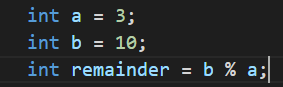 int a = 3;
int b = 10;
int remainder = b % a;